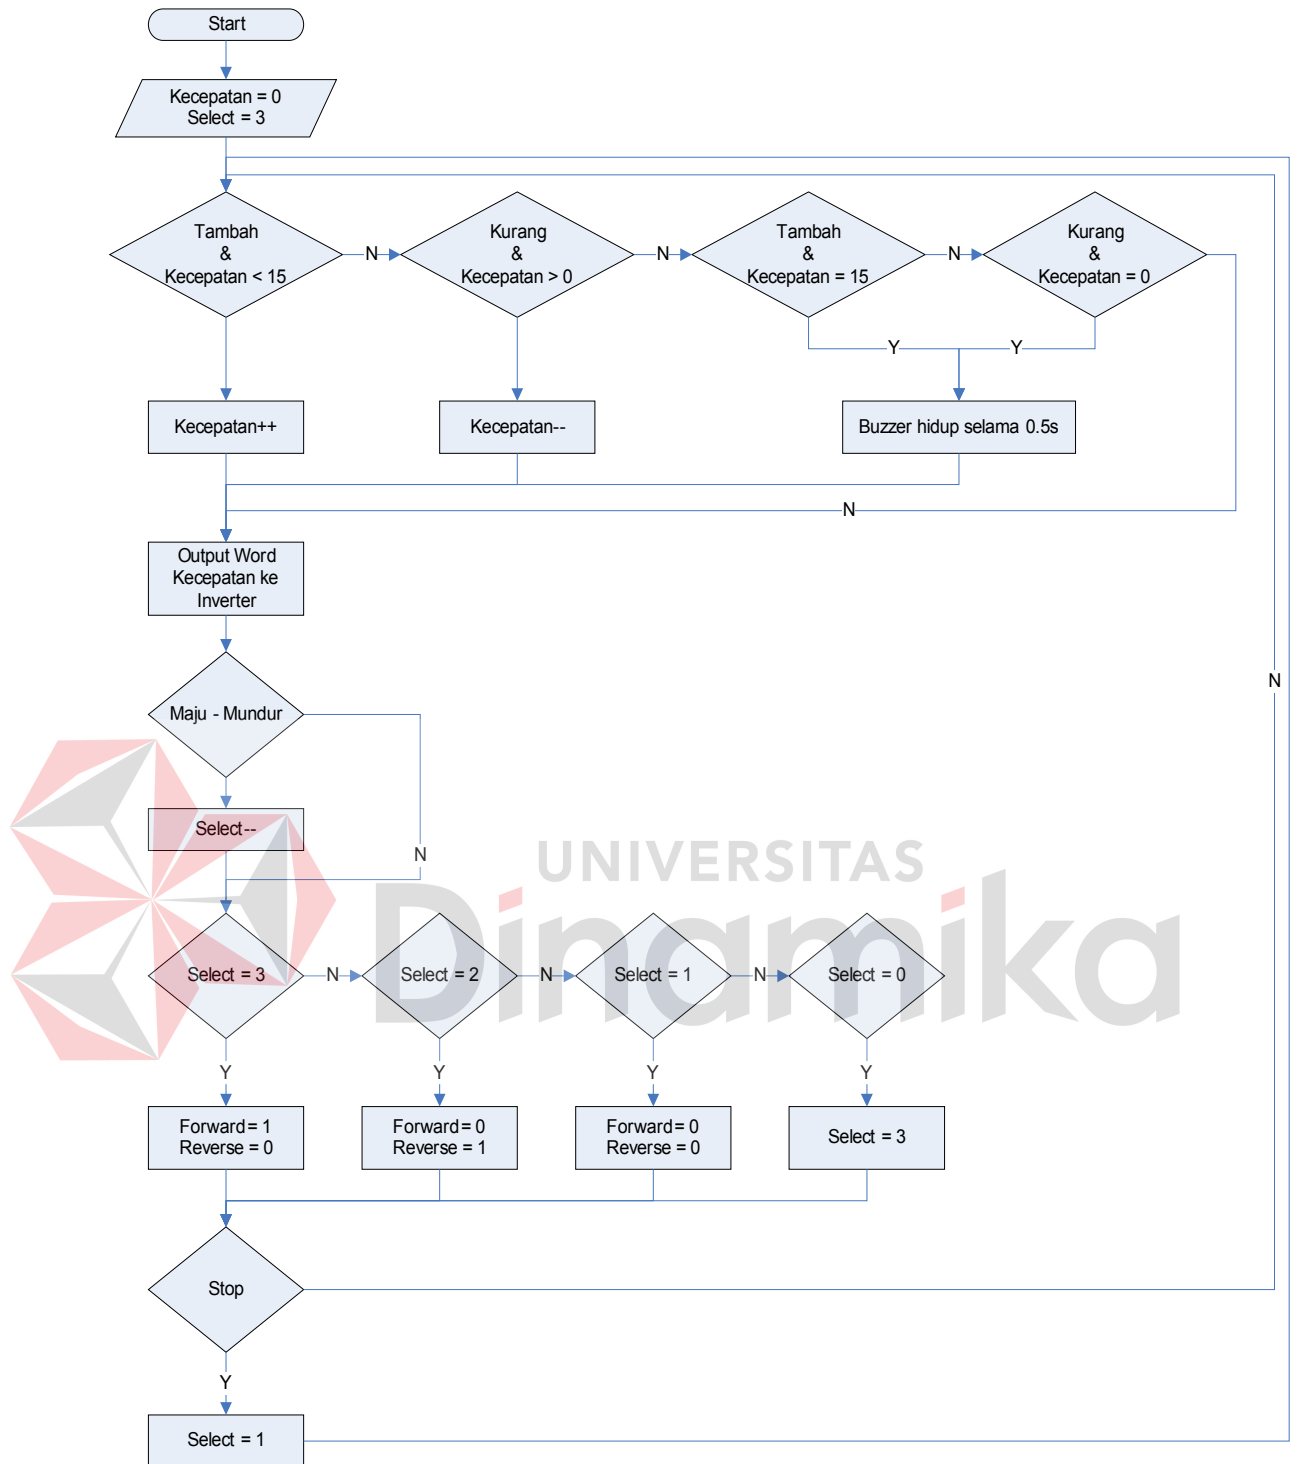 Start
Kecepatan = 0
Select = 3
Tambah
&
Kecepatan < 15
N
Kurang
&
Kecepatan > 0
N
Tambah
&
Kecepatan = 15
N
Kurang
&
Kecepatan = 0
Y
Y
Kecepatan++
Kecepatan--
Buzzer hidup selama 0.5s
N
Output Word
Kecepatan ke
Inverter
N
Maju - Mundur
Select--
N
UNIVERSITAS
Dinamika
Select = 3
N
Select = 2
N
Select = 1
N
Select = 0
Y
Y
Y
Y
Forward= 1
Reverse = 0
Forward= 0
Reverse = 1
Forward= 0
Reverse = 0
Select = 3
Stop
Y
Select = 1